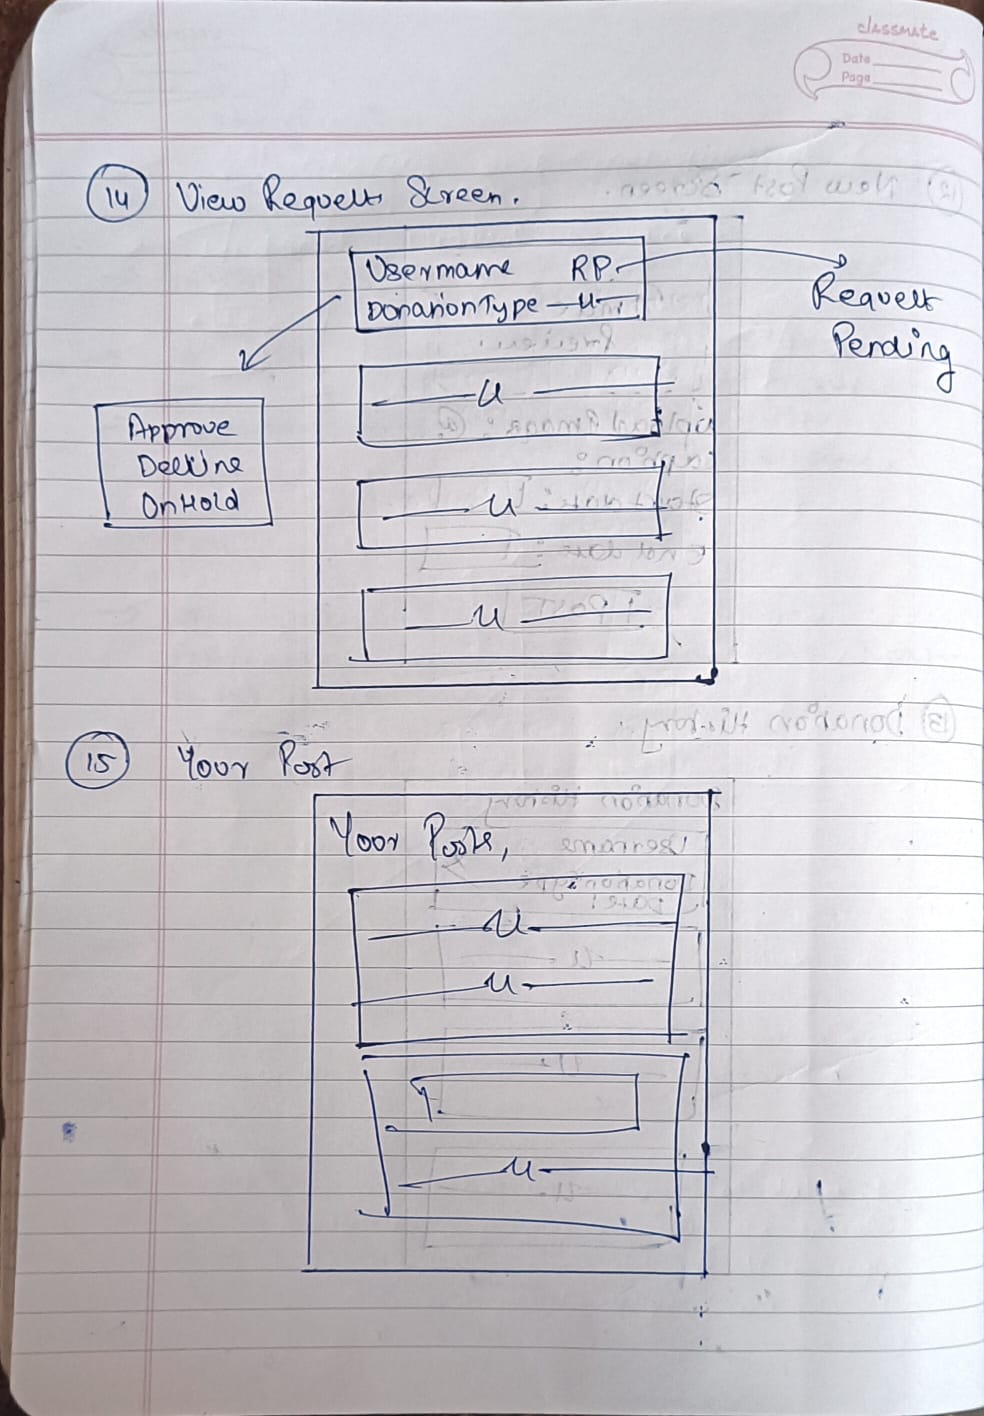 classmate
Date
Page
14 View Request Screen.
Username RP.
DonationType —u—
Request
Pending
—u—
Approve
Decline
OnHold
—u—
—u—
15 Your Post
Your Posts,
—u—
—u—
—u—